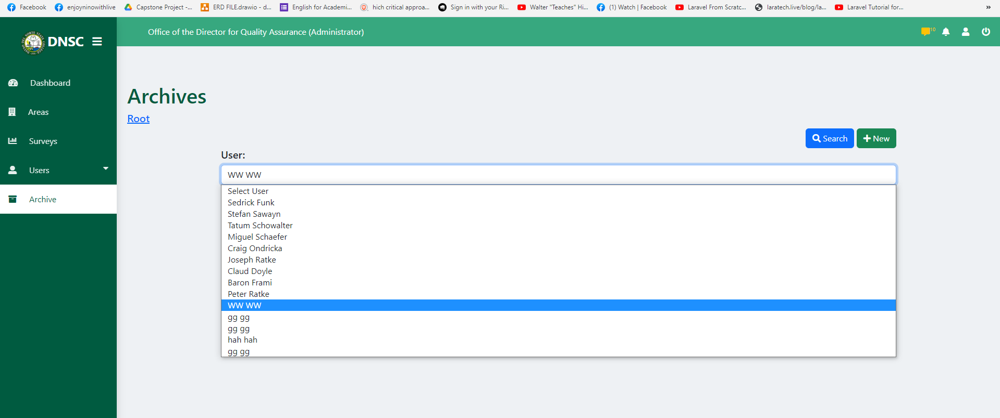 Facebook
enjoyninowithlive
Capstone Project -...
ERD FILE.drawio - d...
English for Academi...
hich critical approa...
Sign in with your Ri...
Walter "Teaches" Hi...
(1) Watch | Facebook
Laravel From Scratc...
laratech.live/blog/la...
Laravel Tutorial for...
»
DNSC
Office of the Director for Quality Assurance (Administrator)
10
Dashboard
Areas
Surveys
Users
Archive
Archives
Root
Search
New
User:
WW WW
Select User
Sedrick Funk
Stefan Sawayn
Tatum Schowalter
Miguel Schaefer
Craig Ondricka
Joseph Ratke
Claud Doyle
Baron Frami
Peter Ratke
WW WW
gg gg
gg gg
hah hah
gg gg